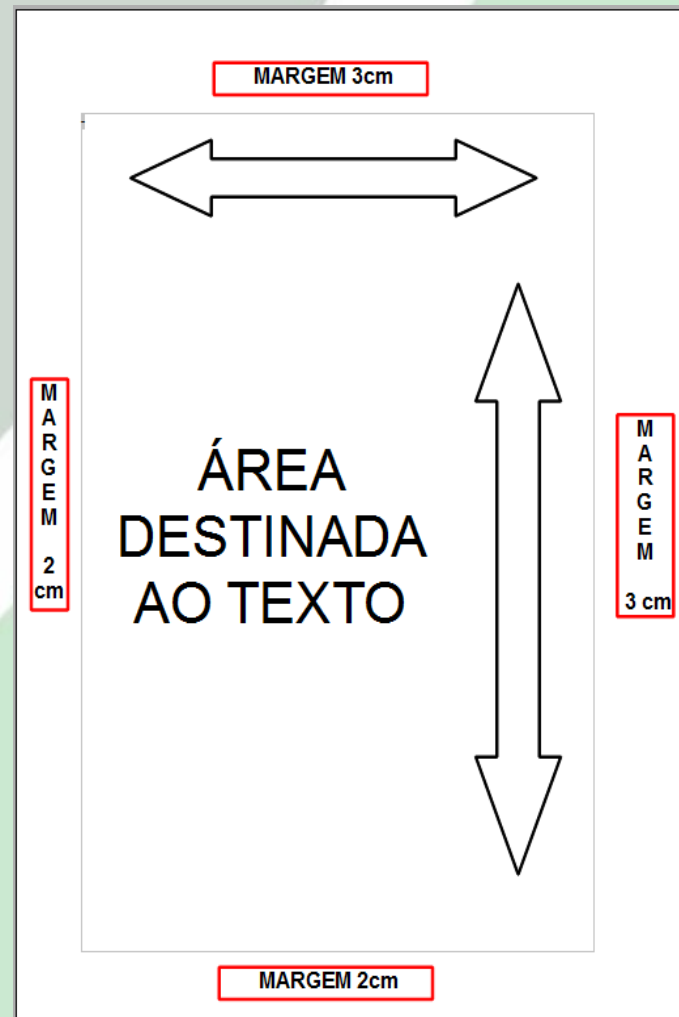 MARGEM 3cm
M
A
R
G
E
M
2
cm
ÁREA
DESTINADA
AO TEXTO
M
A
R
G
E
M
3 cm
MARGEM 2cm